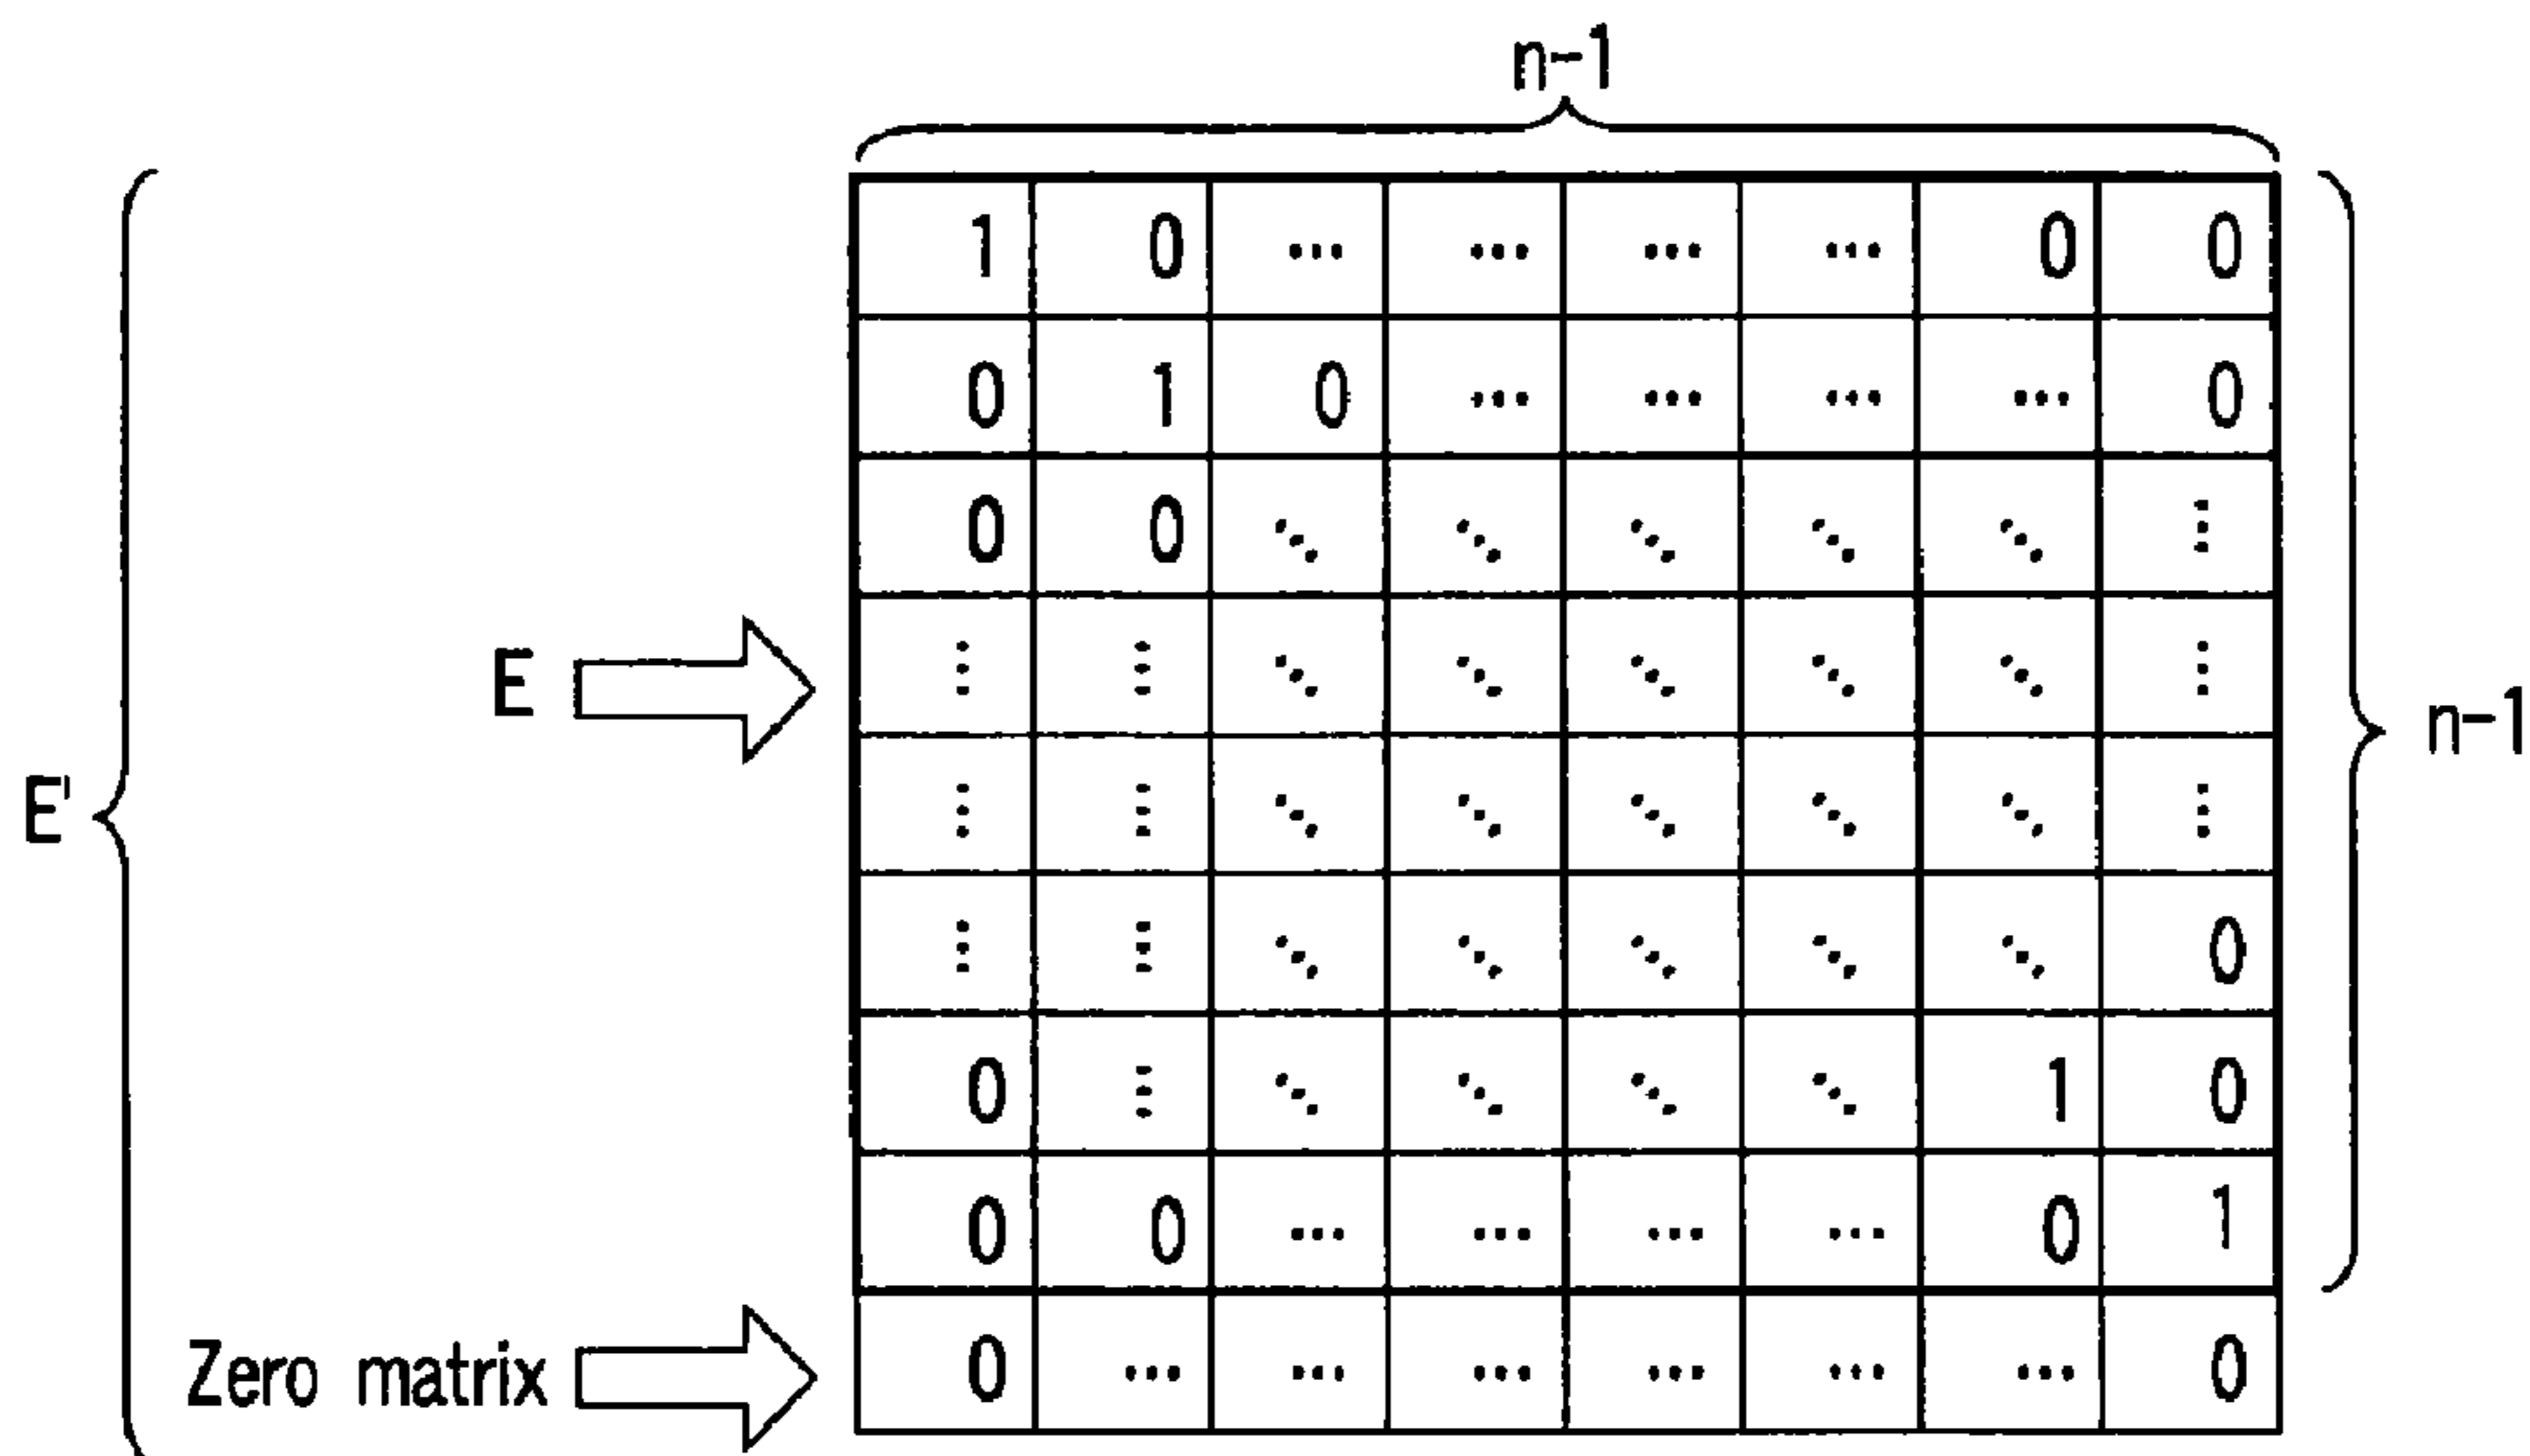 n-1
1 0 ... ... ... ... 0 0
0 1 0 ... ... ... ... 0
0 0 ⋱ ⋱ ⋱ ⋱ ⋱ ⋮
E ⋮ ⋮ ⋱ ⋱ ⋱ ⋱ ⋱ ⋮ n-1
E' ⋮ ⋮ ⋱ ⋱ ⋱ ⋱ ⋱ ⋮
⋮ ⋮ ⋱ ⋱ ⋱ ⋱ ⋱ 0
0 ⋮ ⋱ ⋱ ⋱ ⋱ 1 0
0 0 ... ... ... ... 0 1
Zero matrix 0 ... ... ... ... ... ... 0